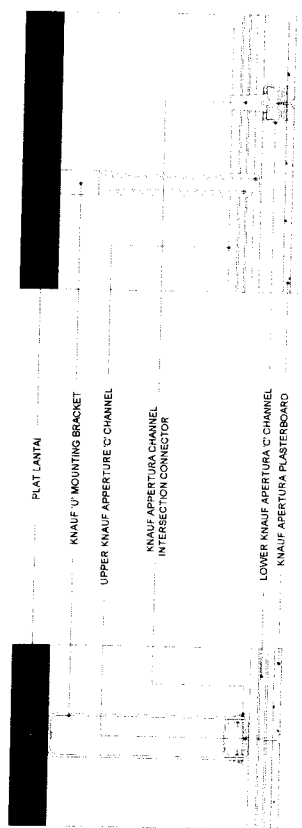 PLAT LANTAI
KNAUF 'U' MOUNTING BRACKET
UPPER KNAUF APPERTURE 'C' CHANNEL
KNAUF APPERTURA CHANNEL
INTERSECTION CONNECTOR
LOWER KNAUF APERTURA 'C' CHANNEL
KNAUF APERTURA PLASTERBOARD